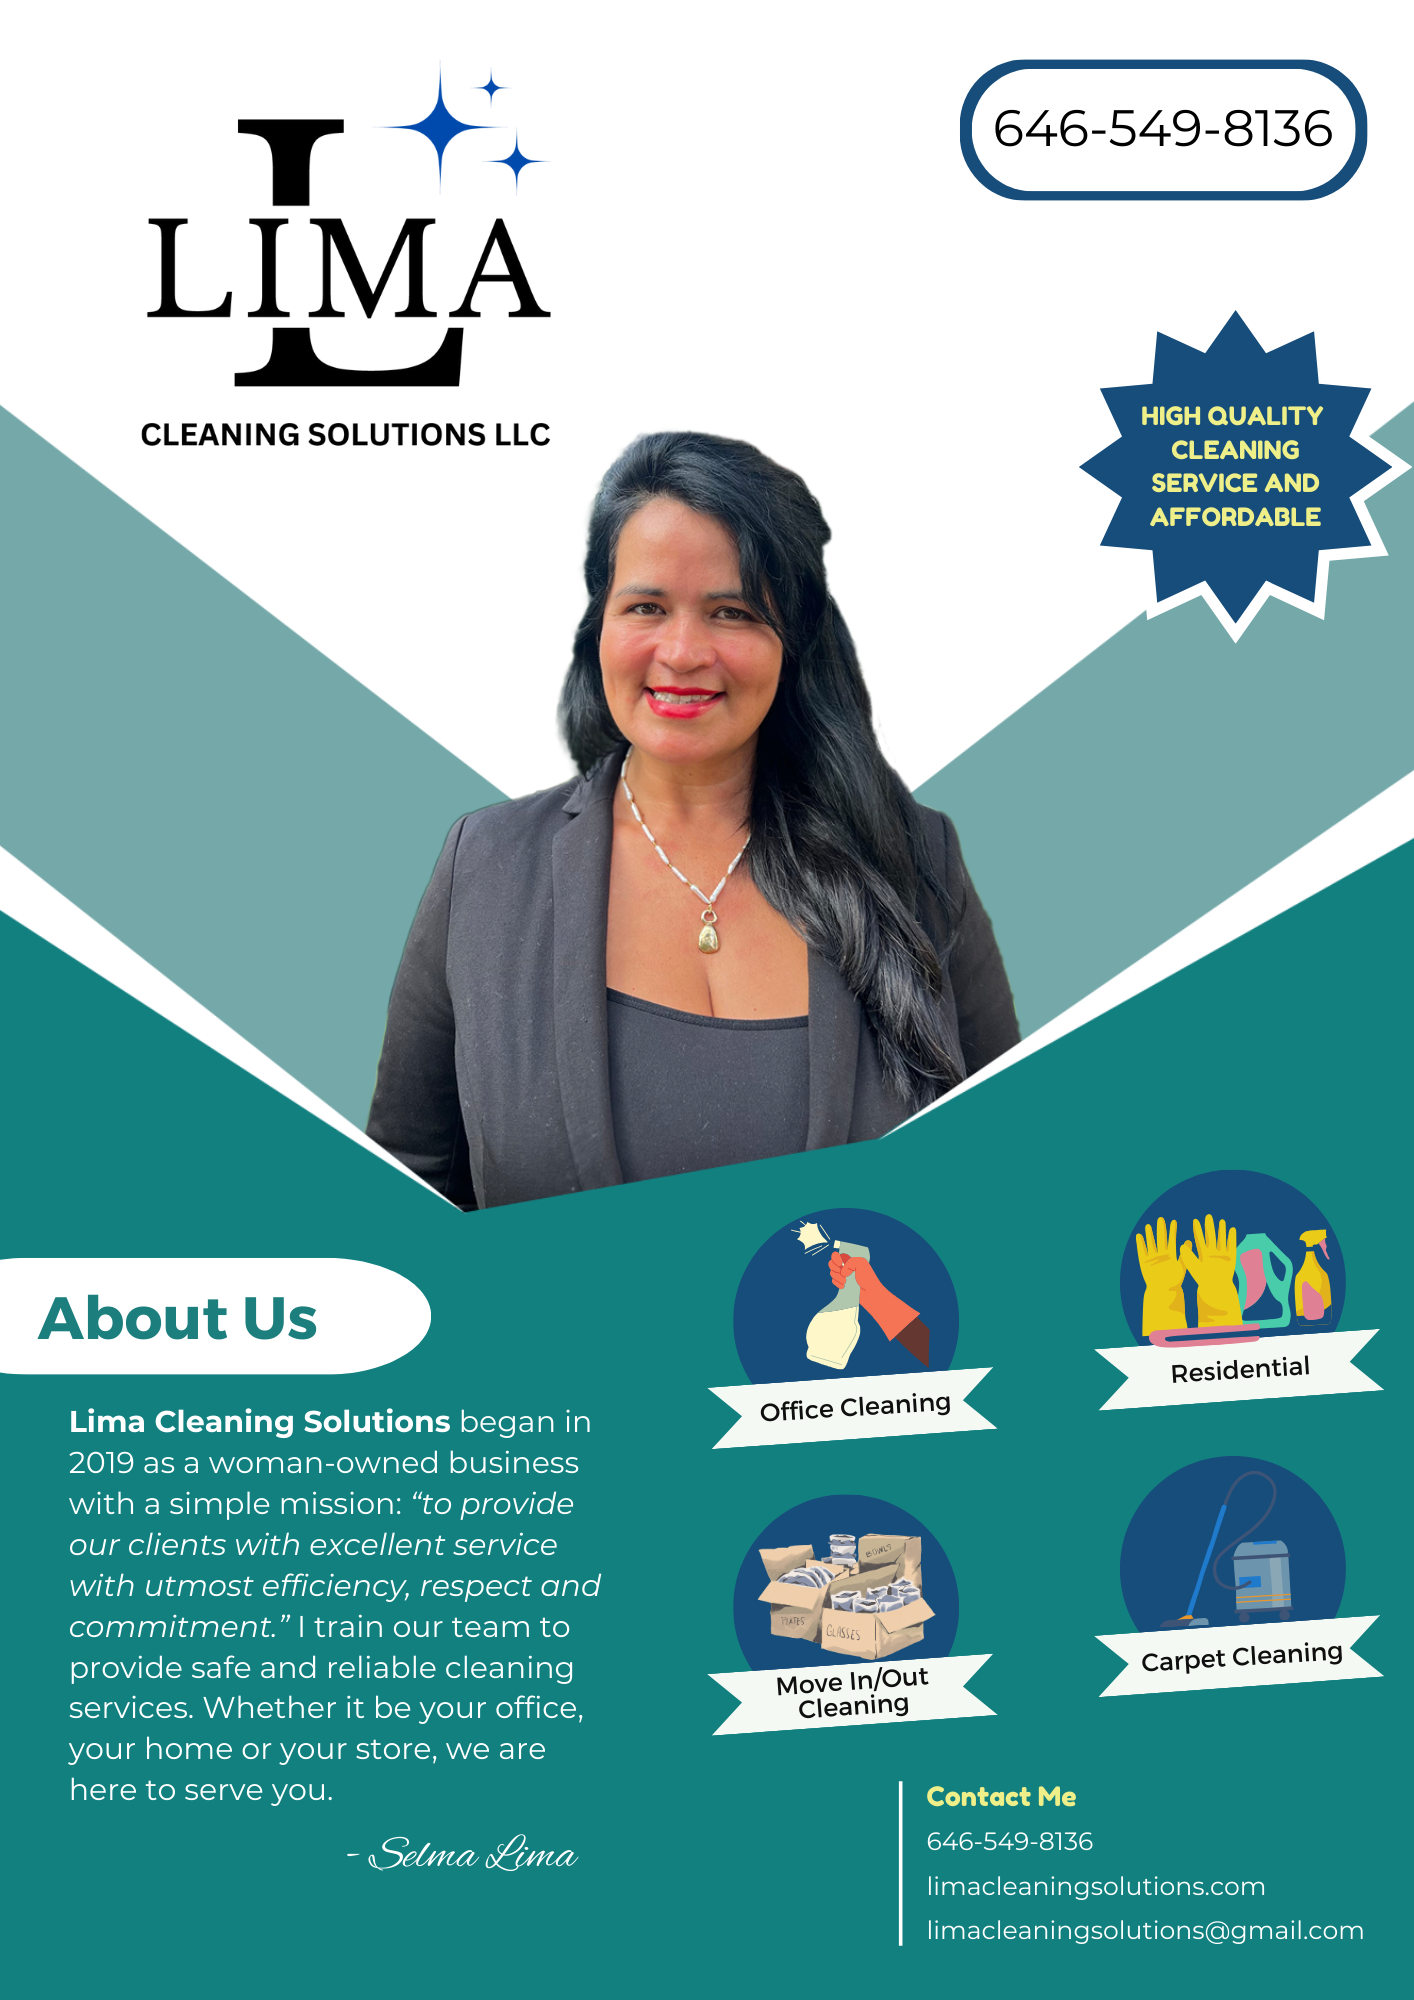 L
LIMA
CLEANING SOLUTIONS LLC
646-549-8136
HIGH QUALITY
CLEANING
SERVICE AND
AFFORDABLE
About Us
Lima Cleaning Solutions began in
2019 as a woman-owned business
with a simple mission: “to provide
our clients with excellent service
with utmost efficiency, respect and
commitment.” I train our team to
provide safe and reliable cleaning
services. Whether it be your office,
your home or your store, we are
here to serve you.
- Selma Lima
Office Cleaning
Residential
BOWLS
PLATES
GLASSES
Move In/Out
Cleaning
Carpet Cleaning
Contact Me
646-549-8136
limacleaningsolutions.com
limacleaningsolutions@gmail.com